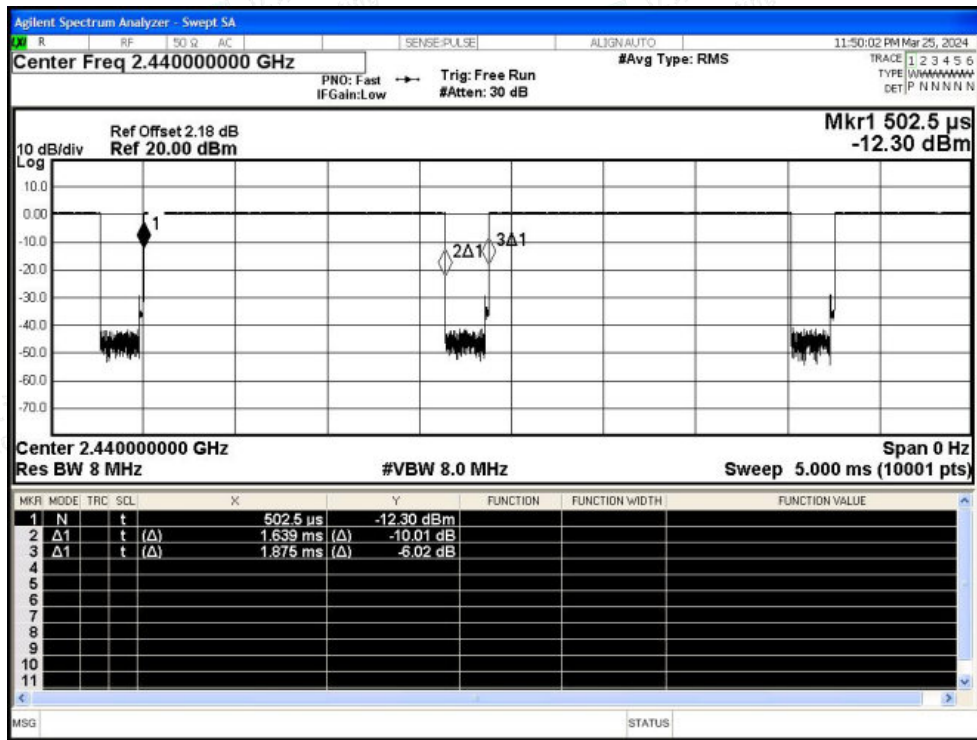 Agilent Spectrum Analyzer - Swept SA
LXI R RF 50 Ω AC SENSE:PULSE ALIGNAUTO 11:50:02 PM Mar 25, 2024
Center Freq 2.440000000 GHz #Avg Type: RMS TRACE 1 2 3 4 5 6
PNO: Fast Trig: Free Run TYPE
IFGain:Low #Atten: 30 dB DET P N N N N N
Mkr1 502.5 µs
Ref Offset 2.18 dB
10 dB/div Ref 20.00 dBm -12.30 dBm
Log
10.0
0.00
1
-10.0
2Δ1 3Δ1
-20.0
-30.0
-40.0
-50.0
-60.0
-70.0
Center 2.440000000 GHz Span 0 Hz
Res BW 8 MHz #VBW 8.0 MHz Sweep 5.000 ms (10001 pts)
MKR MODE TRC SCL X Y FUNCTION FUNCTION WIDTH FUNCTION VALUE
1 N t 502.5 µs -12.30 dBm
2 Δ1 t (Δ) 1.639 ms (Δ) -10.01 dB
3 Δ1 t (Δ) 1.875 ms (Δ) -6.02 dB
4
5
6
7
8
9
10
11
MSG STATUS